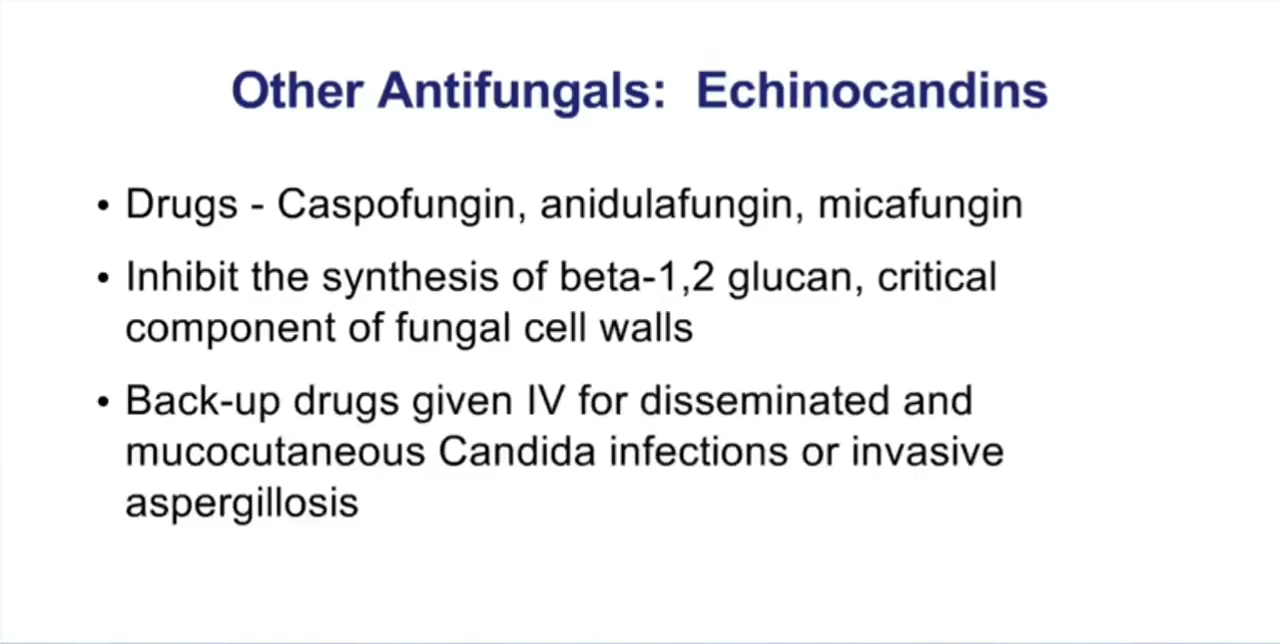 Other Antifungals:  Echinocandins
• Drugs - Caspofungin, anidulafungin, micafungin
• Inhibit the synthesis of beta-1,2 glucan, critical
component of fungal cell walls
• Back-up drugs given IV for disseminated and
mucocutaneous Candida infections or invasive
aspergillosis